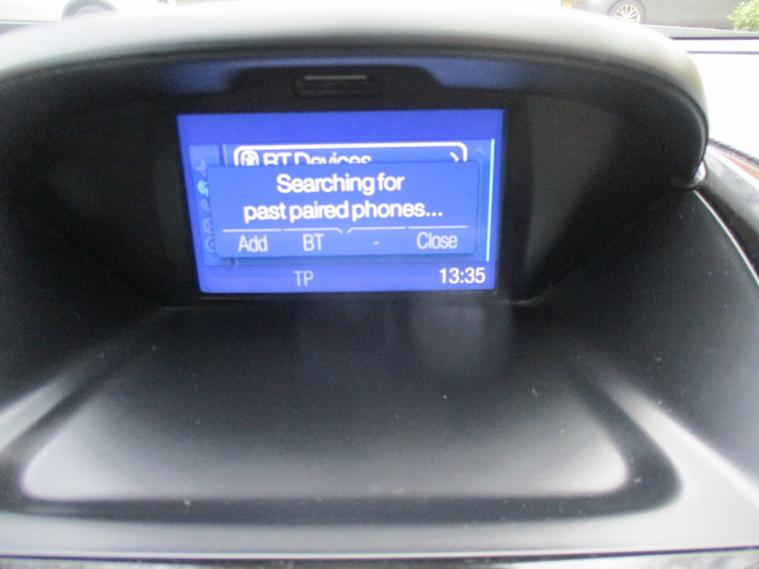 BT Devices
Searching for
past paired phones...
Add BT - Close
TP 13:35